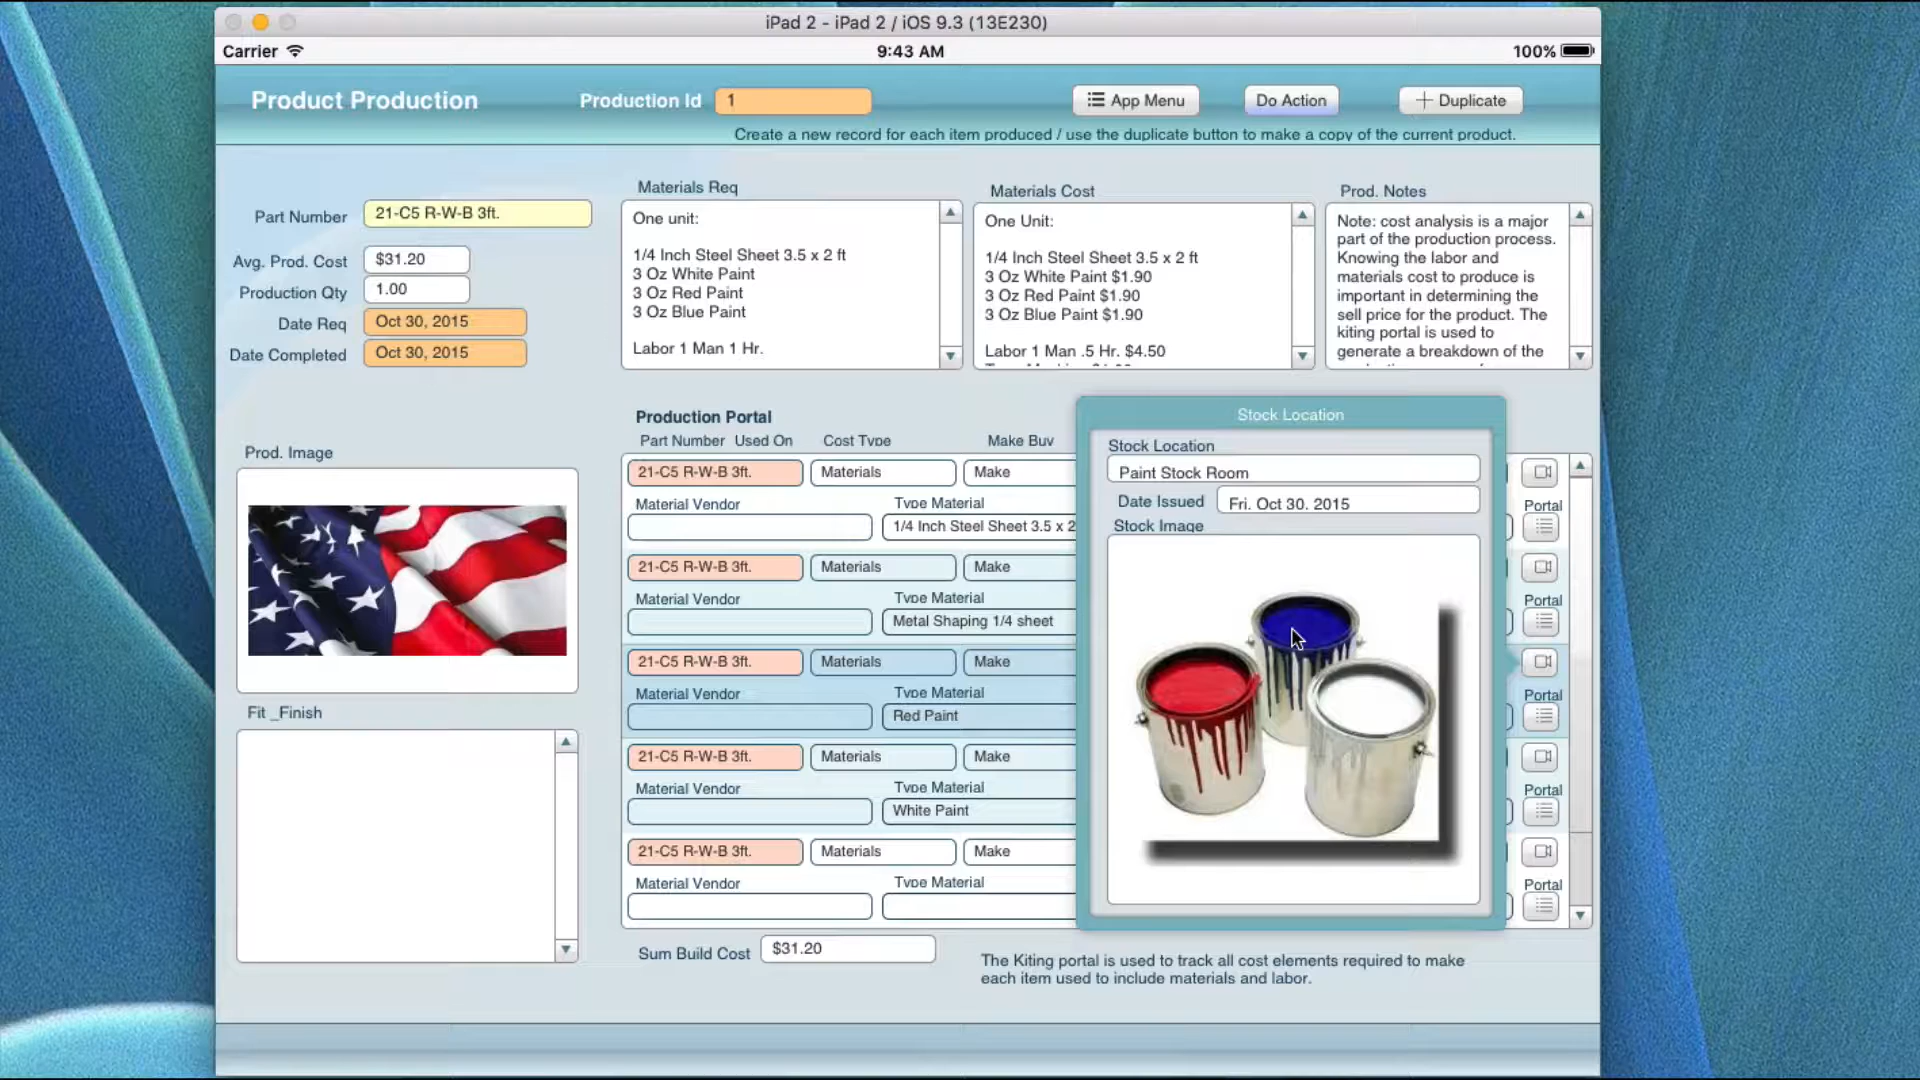 iPad 2 - iPad 2 / iOS 9.3 (13E230)
Carrier
9:43 AM
100%
Product Production
Production Id
1
App Menu
Do Action
Duplicate
Create a new record for each item produced / use the duplicate button to make a copy of the current product.
Part Number
21-C5 R-W-B 3ft.
Avg. Prod. Cost
$31.20
Production Qty
1.00
Date Req
Oct 30, 2015
Date Completed
Oct 30, 2015
Materials Req
One unit:
1/4 Inch Steel Sheet 3.5 x 2 ft
3 Oz White Paint
3 Oz Red Paint
3 Oz Blue Paint
Labor 1 Man 1 Hr.
Materials Cost
One Unit:
1/4 Inch Steel Sheet 3.5 x 2 ft
3 Oz White Paint $1.90
3 Oz Red Paint $1.90
3 Oz Blue Paint $1.90
Labor 1 Man .5 Hr. $4.50
Prod. Notes
Note: cost analysis is a major
part of the production process.
Knowing the labor and
materials cost to produce is
important in determining the
sell price for the product. The
kiting portal is used to
generate a breakdown of the
Prod. Image
Fit _Finish
Production Portal
Part Number Used On Cost Type Make Buy
21-C5 R-W-B 3ft. Materials Make
Material Vendor Type Material
1/4 Inch Steel Sheet 3.5 x 2
Portal
21-C5 R-W-B 3ft. Materials Make
Material Vendor Type Material
Metal Shaping 1/4 sheet
Portal
21-C5 R-W-B 3ft. Materials Make
Material Vendor Type Material
Red Paint
Portal
21-C5 R-W-B 3ft. Materials Make
Material Vendor Type Material
White Paint
Portal
21-C5 R-W-B 3ft. Materials Make
Material Vendor Type Material
Portal
Stock Location
Stock Location
Paint Stock Room
Date Issued
Fri, Oct 30, 2015
Stock Image
Sum Build Cost
$31.20
The Kiting portal is used to track all cost elements required to make
each item used to include materials and labor.